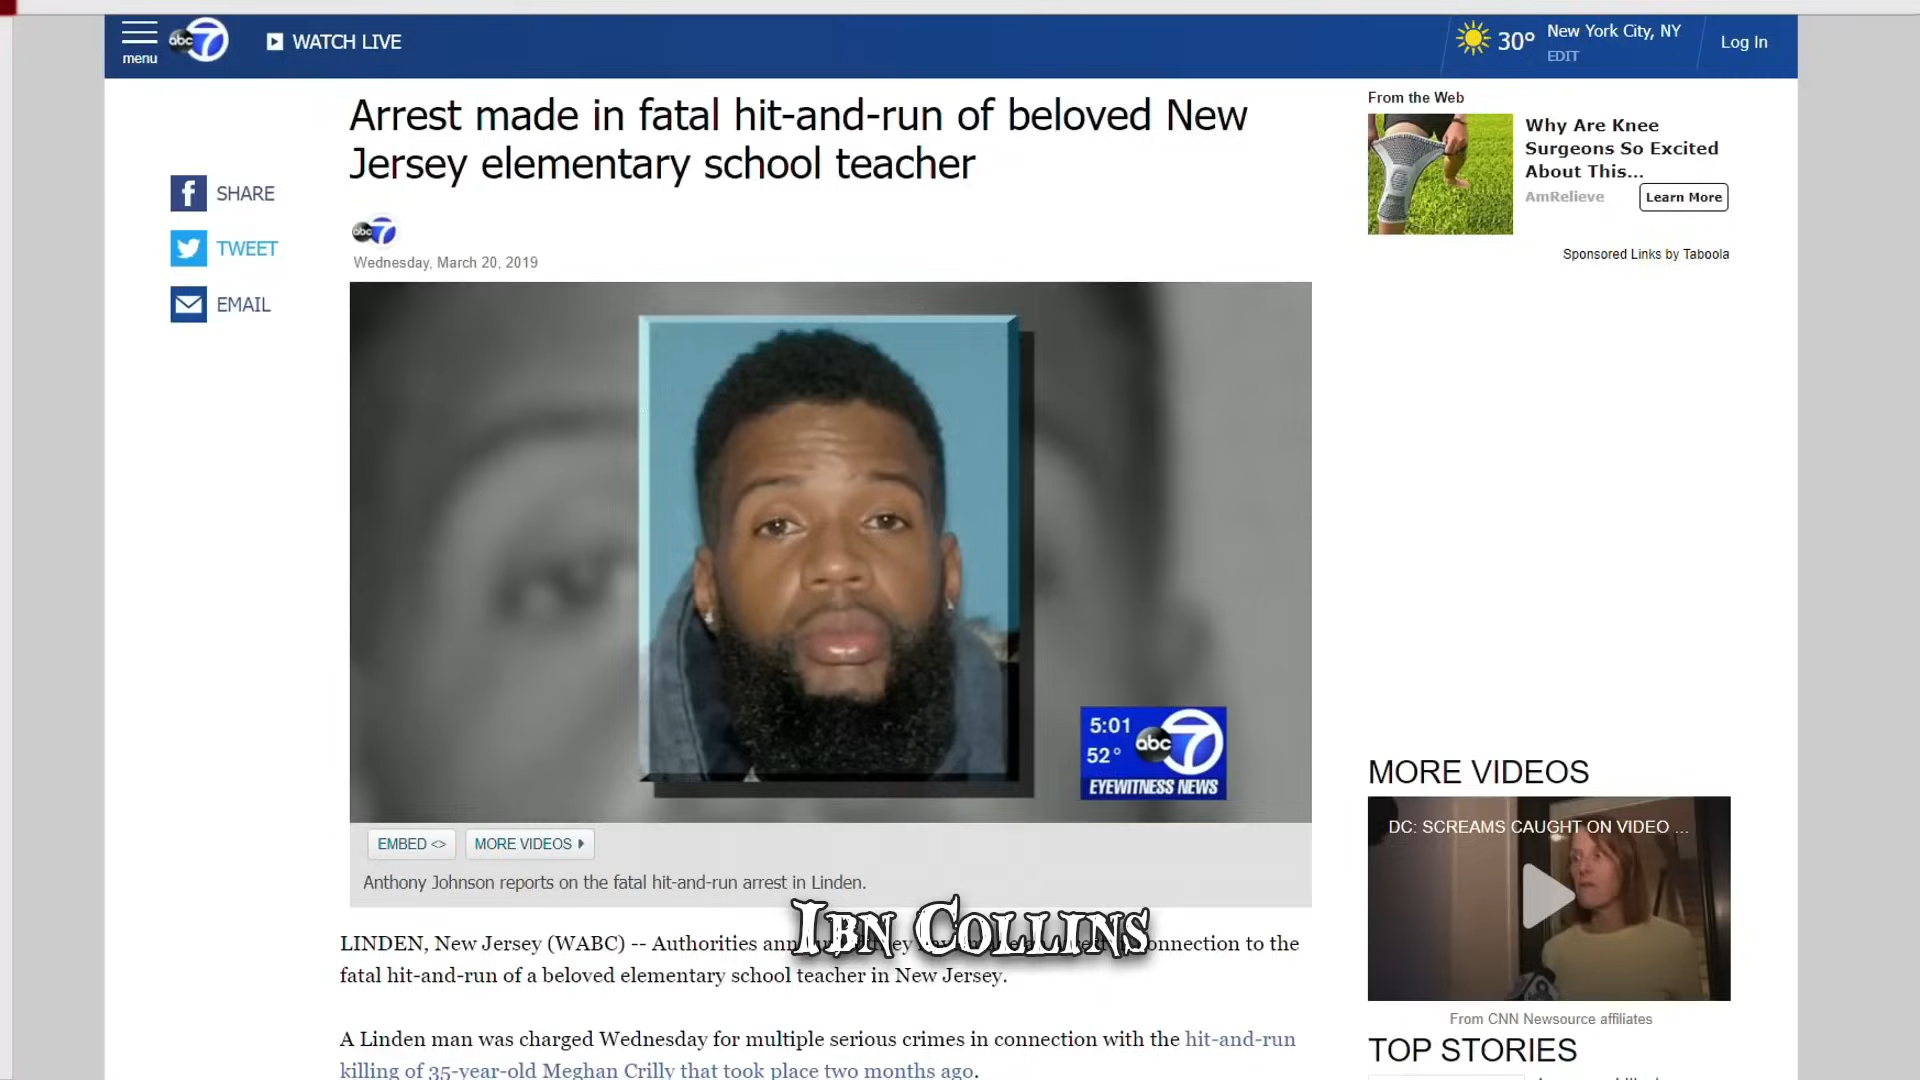 menu
abc 7
WATCH LIVE
30°
New York City, NY
EDIT
Log In
Arrest made in fatal hit-and-run of beloved New
Jersey elementary school teacher
SHARE
TWEET
EMAIL
abc 7
Wednesday, March 20, 2019
5:01
52°
abc 7
EYEWITNESS NEWS
EMBED <>
MORE VIDEOS
Anthony Johnson reports on the fatal hit-and-run arrest in Linden.
IBN COLLINS
LINDEN, New Jersey (WABC) -- Authorities connection to the
fatal hit-and-run of a beloved elementary school teacher in New Jersey.
A Linden man was charged Wednesday for multiple serious crimes in connection with the hit-and-run
killing of 35-year-old Meghan Crilly that took place two months ago.
From the Web
Why Are Knee
Surgeons So Excited
About This...
AmRelieve
Learn More
Sponsored Links by Taboola
MORE VIDEOS
DC: SCREAMS CAUGHT ON VIDEO ...
From CNN Newsource affiliates
TOP STORIES